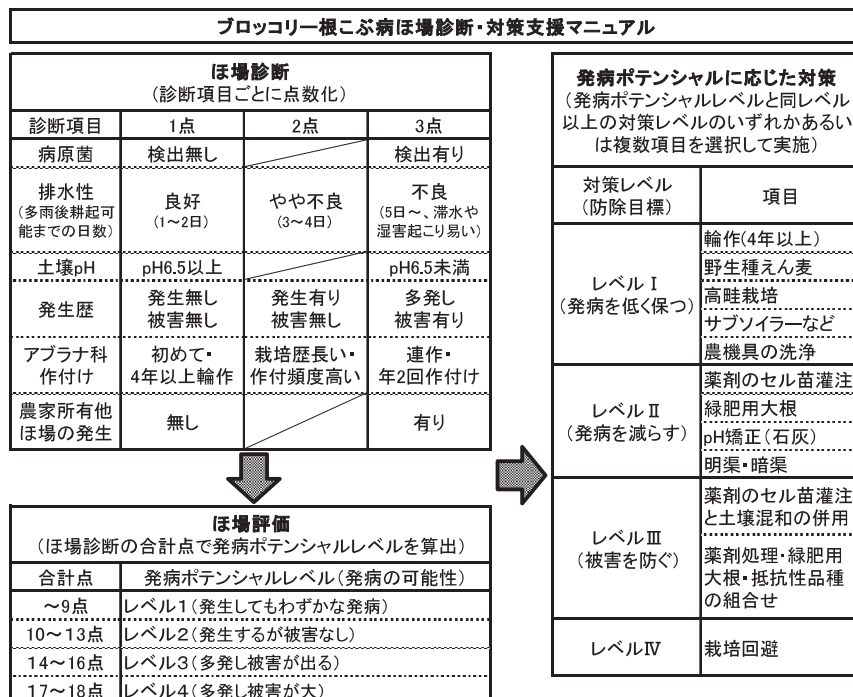 ブロッコリー根こぶ病ほ場診断・対策支援マニュアル
ほ場診断
(診断項目ごとに点数化)
診断項目 1点 2点 3点
病原菌 検出無し 検出有り
排水性
(多雨後耕起可
能までの日数)
良好
(1～2日)
やや不良
(3～4日)
不良
(5日～、滞水や
湿害起こり易い)
土壌pH pH6.5以上 pH6.5未満
発生歴
発生無し
被害無し
発生有り
被害無し
多発し
被害有り
アブラナ科
作付け
初めて・
4年以上輪作
栽培歴長い・
作付頻度高い
連作・
年2回作付け
農家所有他
ほ場の発生
無し
有り
ほ場評価
(ほ場診断の合計点で発病ポテンシャルレベルを算出)
合計点 発病ポテンシャルレベル(発病の可能性)
～9点 レベル1(発生してもわずかな発病)
10～13点 レベル2(発生するが被害なし)
14～16点 レベル3(多発し被害が出る)
17～18点 レベル4(多発し被害が大)
発病ポテンシャルに応じた対策
(発病ポテンシャルレベルと同レベル
以上の対策レベルのいずれかあるい
は複数項目を選択して実施)
対策レベル
(防除目標)
項目
レベルⅠ
(発病を低く保つ)
輪作(4年以上)
野生種えん麦
高畦栽培
サブソイラーなど
農機具の洗浄
レベルⅡ
(発病を減らす)
薬剤のセル苗灌注
緑肥用大根
pH矯正(石灰)
明渠・暗渠
レベルⅢ
(被害を防ぐ)
薬剤のセル苗灌注
と土壌混和の併用
薬剤処理・緑肥用
大根・抵抗性品種
の組合せ
レベルⅣ
栽培回避